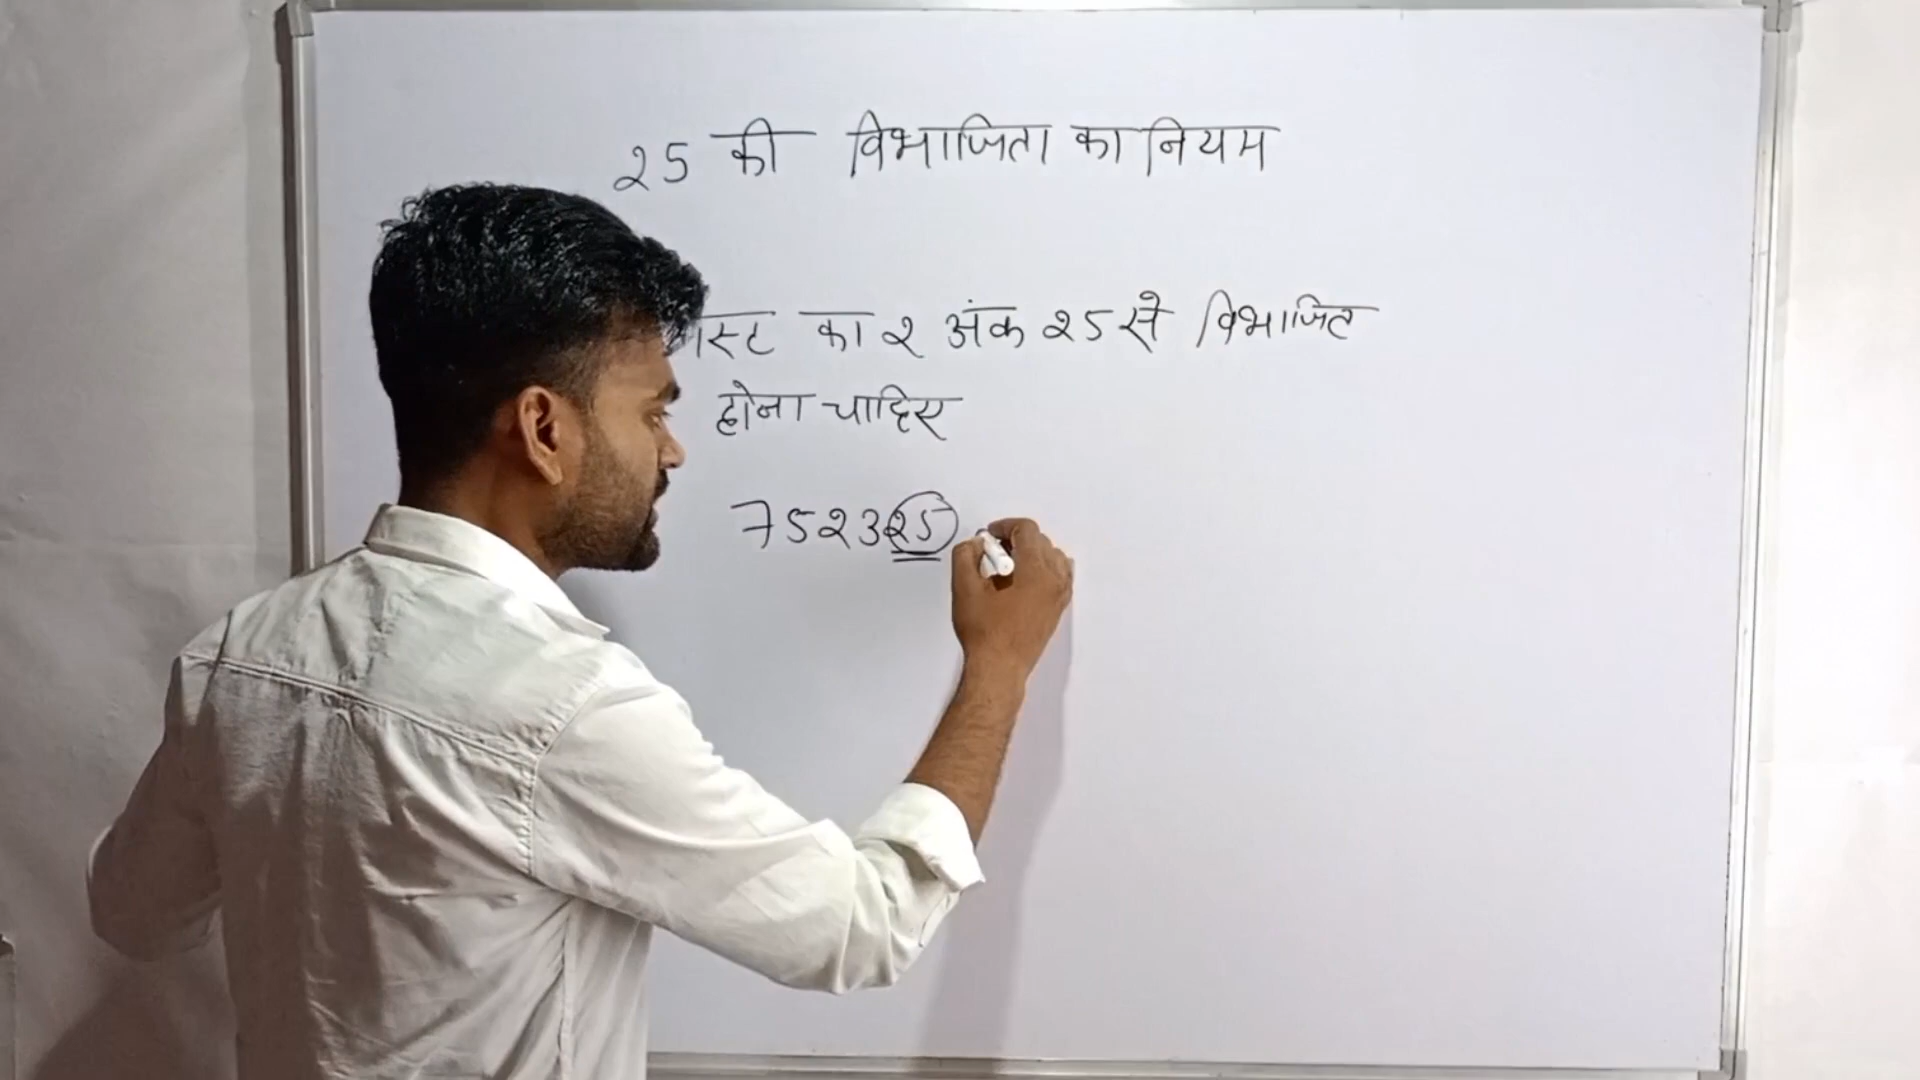 25 की विभाजिता का नियम
का 2 अंक 25 से विभाजित
होना चाहिए
752325